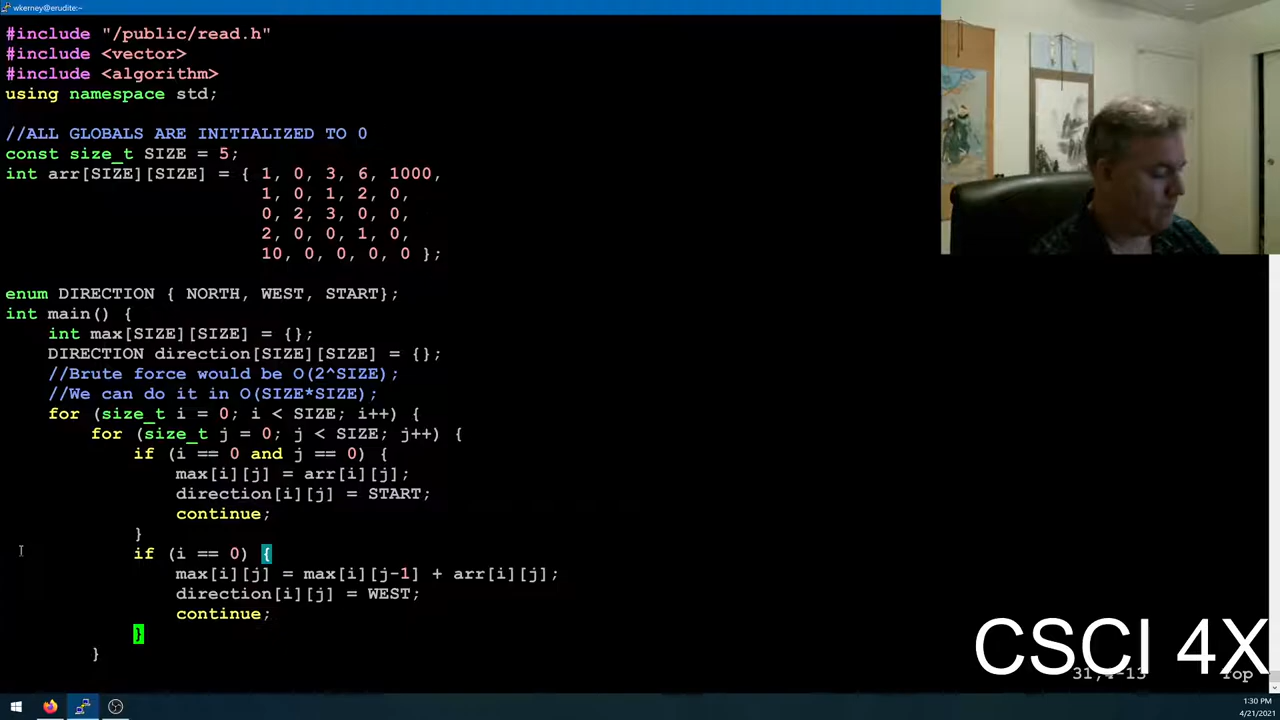 wkerney@erudite:~
#include "/public/read.h"
#include <vector>
#include <algorithm>
using namespace std;
//ALL GLOBALS ARE INITIALIZED TO 0
const size_t SIZE = 5;
int arr[SIZE][SIZE] = { 1, 0, 3, 6, 1000,
1, 0, 1, 2, 0,
0, 2, 3, 0, 0,
2, 0, 0, 1, 0,
10, 0, 0, 0, 0 };
enum DIRECTION { NORTH, WEST, START};
int main() {
int max[SIZE][SIZE] = {};
DIRECTION direction[SIZE][SIZE] = {};
//Brute force would be O(2^SIZE);
//We can do it in O(SIZE*SIZE);
for (size_t i = 0; i < SIZE; i++) {
for (size_t j = 0; j < SIZE; j++) {
if (i == 0 and j == 0) {
max[i][j] = arr[i][j];
direction[i][j] = START;
continue;
}
if (i == 0) {
max[i][j] = max[i][j-1] + arr[i][j];
direction[i][j] = WEST;
continue;
}
}
CSCI 4X
Top
1:30 PM
4/21/2021